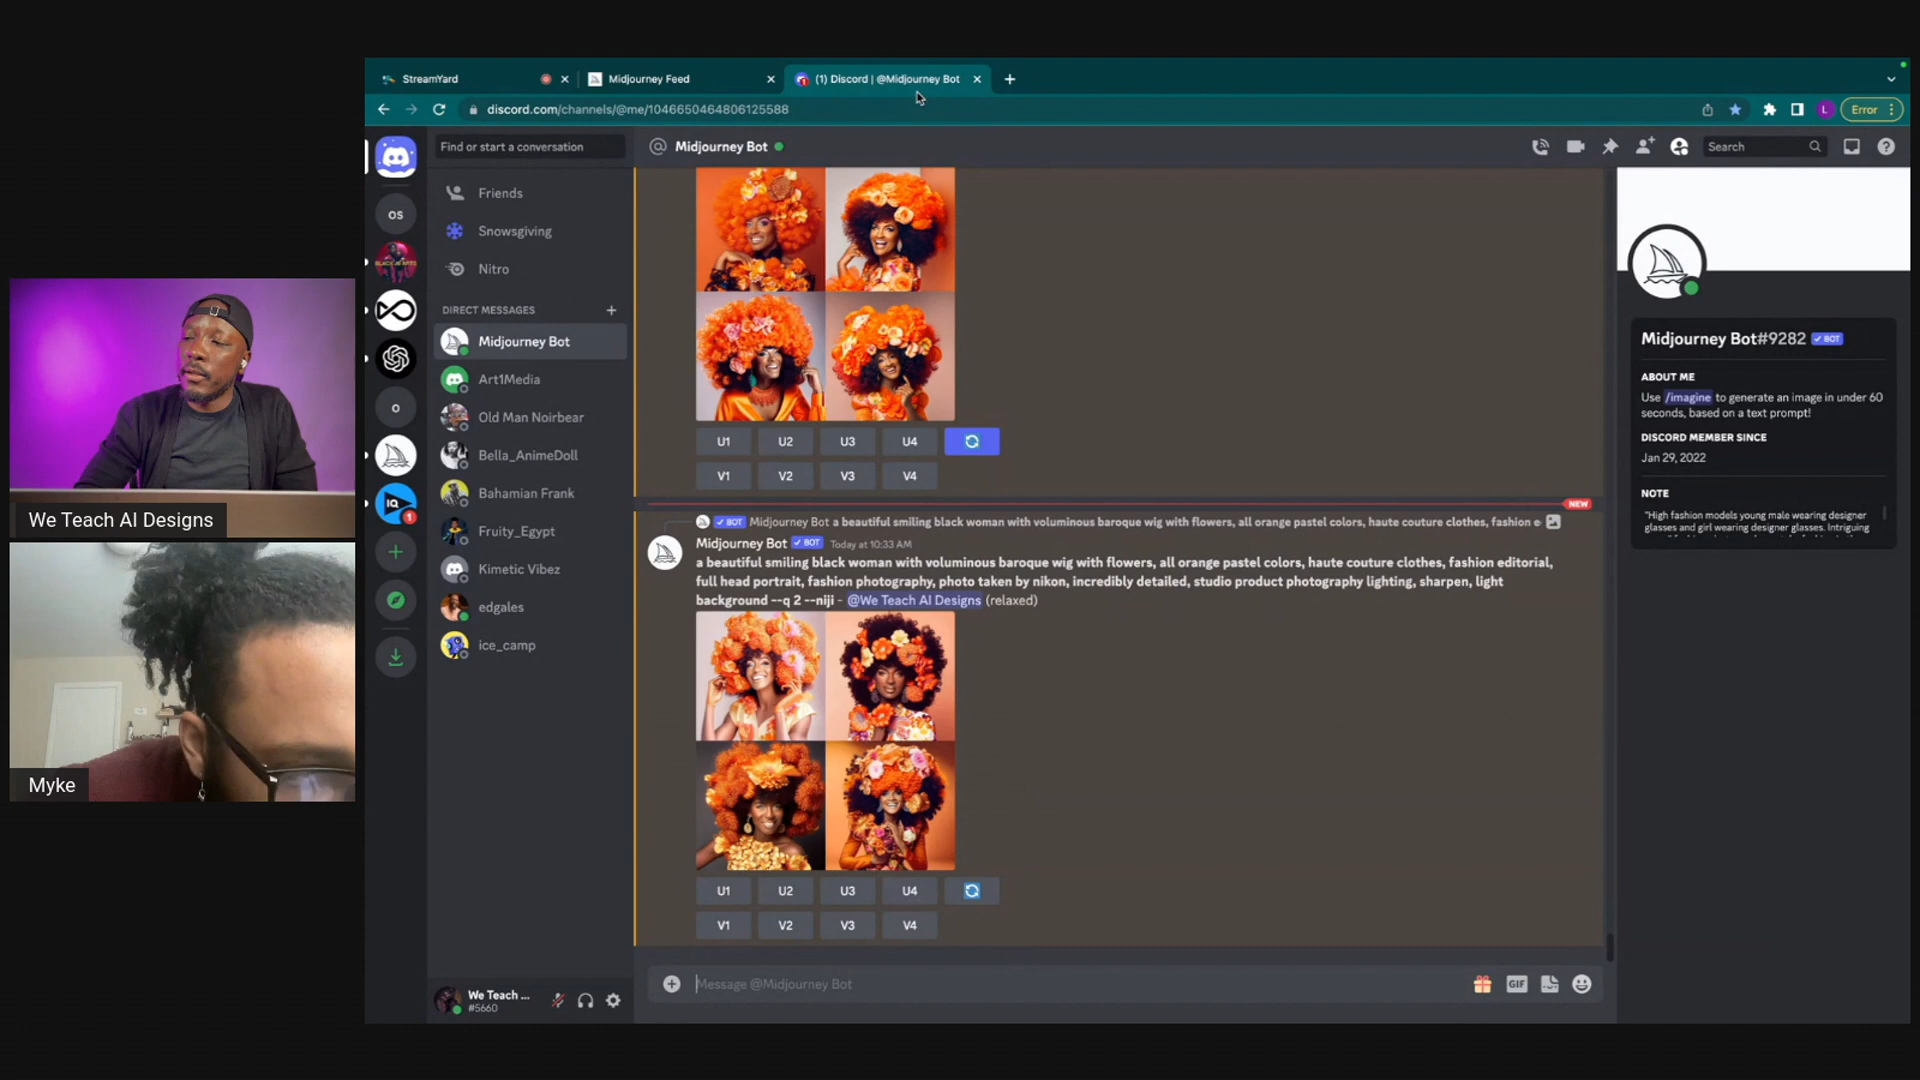 StreamYard
Midjourney Feed
(1) Discord | @Midjourney Bot
discord.com/channels/@me/1046650464806125588
L
Error
Find or start a conversation
Midjourney Bot
Search
OS
BLACK AI ARTS
O
IQ
1
Friends
Snowsgiving
Nitro
DIRECT MESSAGES
Midjourney Bot
Art1Media
Old Man Noirbear
Bella_AnimeDoll
Bahamian Frank
Fruity_Egypt
Kimetic Vibez
edgales
ice_camp
We Teach ...
#5660
U1 U2 U3 U4
V1 V2 V3 V4
NEW
BOT Midjourney Bot a beautiful smiling black woman with voluminous baroque wig with flowers, all orange pastel colors, haute couture clothes, fashion e
Midjourney Bot BOT Today at 10:33 AM
a beautiful smiling black woman with voluminous baroque wig with flowers, all orange pastel colors, haute couture clothes, fashion editorial,
full head portrait, fashion photography, photo taken by nikon, incredibly detailed, studio product photography lighting, sharpen, light
background --q 2 --niji - @We Teach AI Designs (relaxed)
U1 U2 U3 U4
V1 V2 V3 V4
Message @Midjourney Bot
GIF
Midjourney Bot#9282 BOT
ABOUT ME
Use /imagine to generate an image in under 60
seconds, based on a text prompt!
DISCORD MEMBER SINCE
Jan 29, 2022
NOTE
"High fashion models young male wearing designer
glasses and girl wearing designer glasses. Intriguing
We Teach AI Designs
Myke